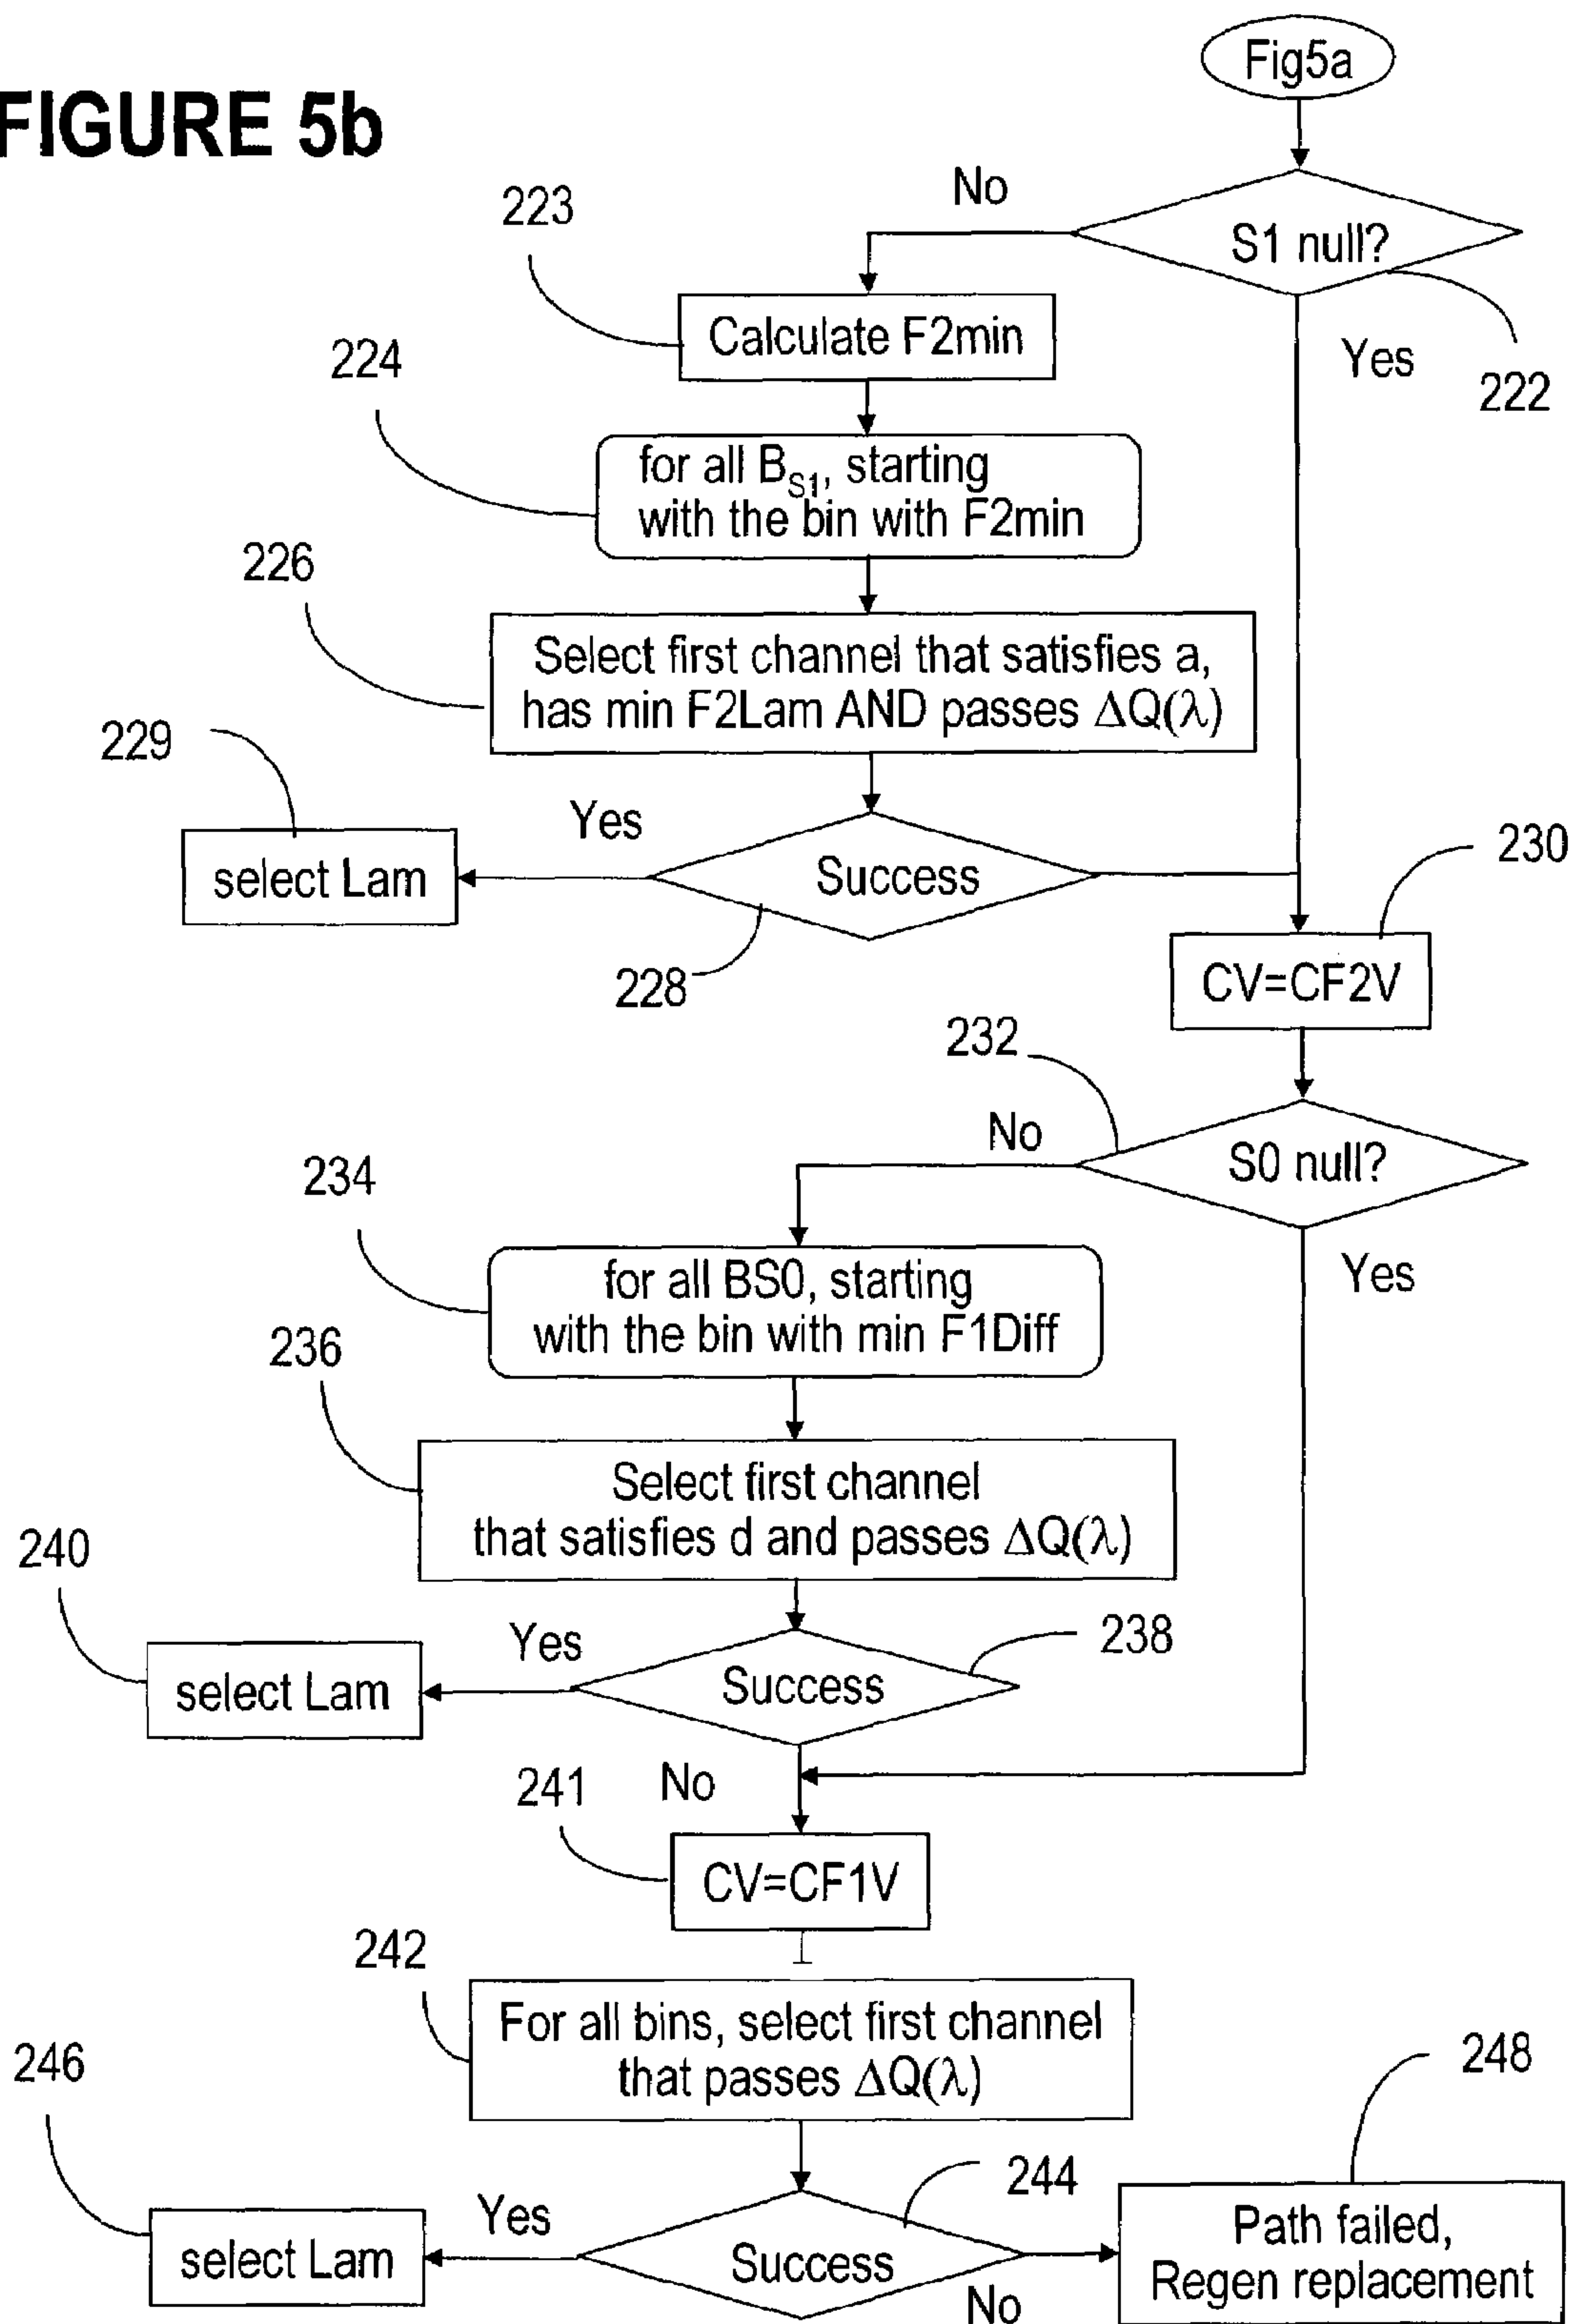 FIGURE 5b
Fig5a
No
S1 null?
Yes
222
223
Calculate F2min
224
for all B_S1, starting
with the bin with F2min
226
Select first channel that satisfies a,
has min F2Lam AND passes ΔQ(λ)
229
Yes
select Lam
Success
228
230
CV=CF2V
232
No
S0 null?
Yes
234
for all BS0, starting
with the bin with min F1Diff
236
Select first channel
that satisfies d and passes ΔQ(λ)
240
Yes
238
select Lam
Success
241
No
CV=CF1V
242
For all bins, select first channel
that passes ΔQ(λ)
246
248
244
Yes
select Lam
Success
No
Path failed,
Regen replacement